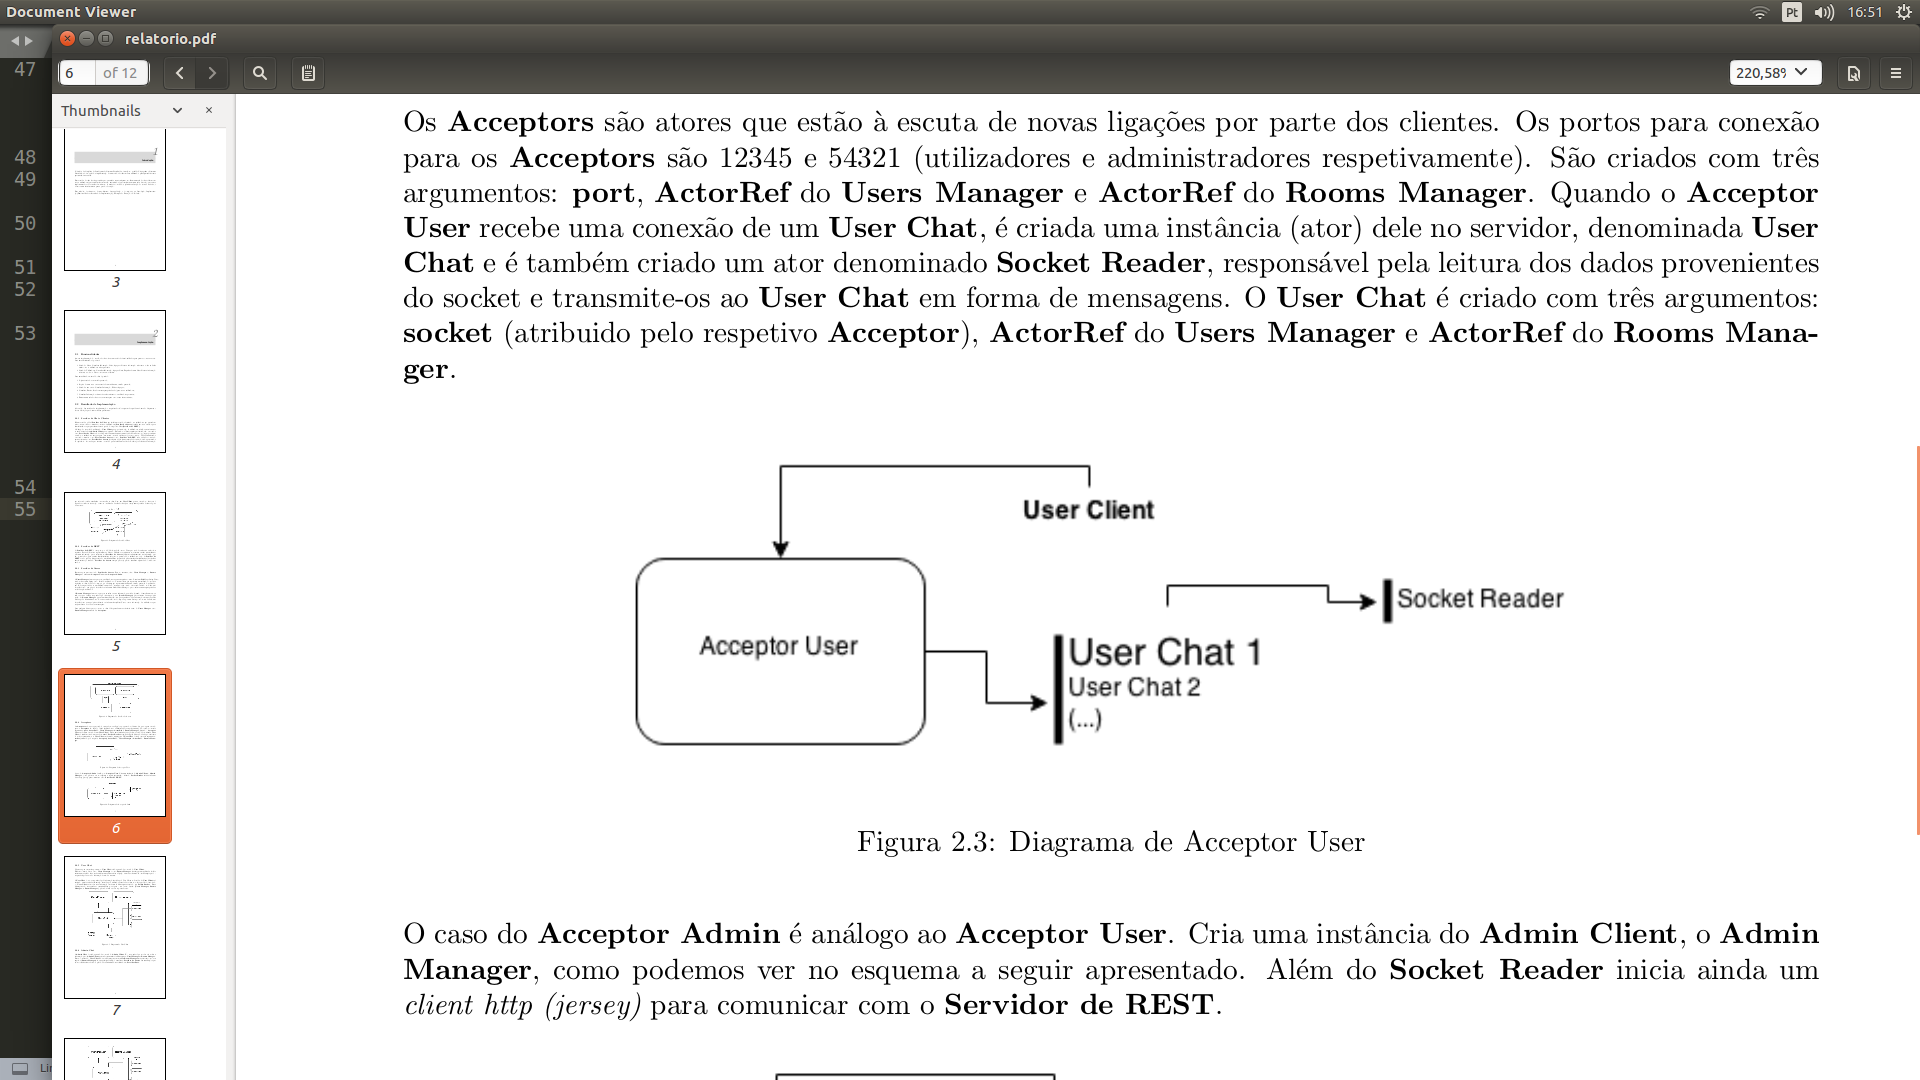 Document Viewer
Pt
16:51
relatorio.pdf
6 of 12
220,58%
Thumbnails
47
48
49
50
51
52
53
54
55
3
4
5
6
7
Os Acceptors são atores que estão à escuta de novas ligações por parte dos clientes. Os portos para conexão
para os Acceptors são 12345 e 54321 (utilizadores e administradores respetivamente). São criados com três
argumentos: port, ActorRef do Users Manager e ActorRef do Rooms Manager. Quando o Acceptor
User recebe uma conexão de um User Chat, é criada uma instância (ator) dele no servidor, denominada User
Chat e é também criado um ator denominado Socket Reader, responsável pela leitura dos dados provenientes
do socket e transmite-os ao User Chat em forma de mensagens. O User Chat é criado com três argumentos:
socket (atribuido pelo respetivo Acceptor), ActorRef do Users Manager e ActorRef do Rooms Mana-
ger.
User Client
Socket Reader
Acceptor User
User Chat 1
User Chat 2
(...)
Figura 2.3: Diagrama de Acceptor User
O caso do Acceptor Admin é análogo ao Acceptor User. Cria uma instância do Admin Client, o Admin
Manager, como podemos ver no esquema a seguir apresentado. Além do Socket Reader inicia ainda um
client http (jersey) para comunicar com o Servidor de REST.